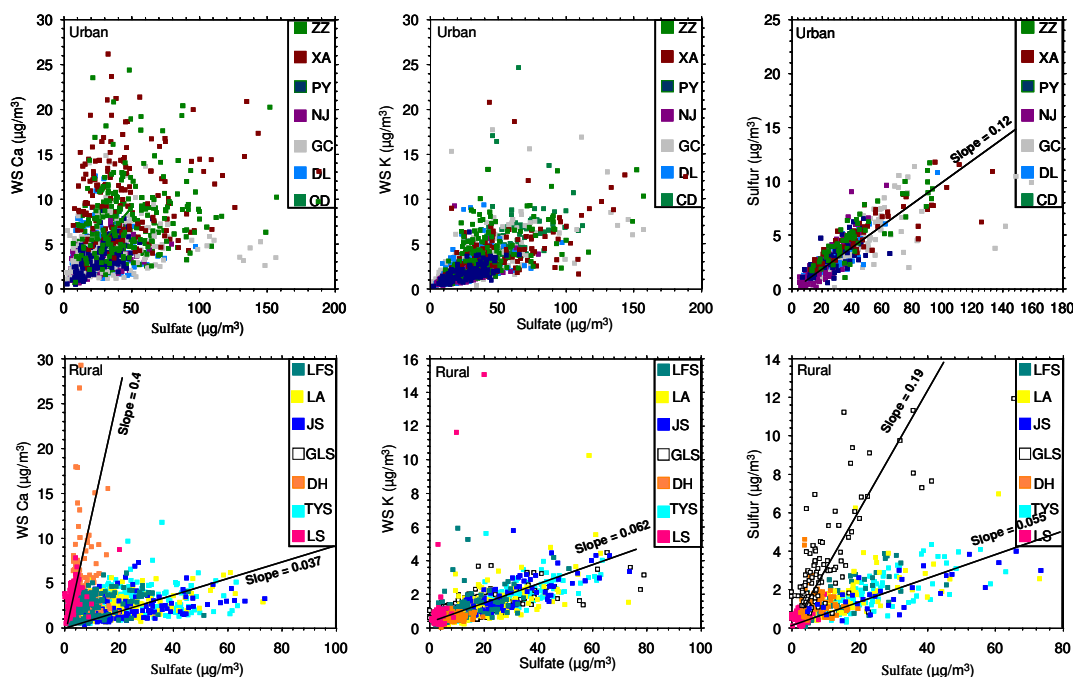 Urban
WS Ca (µg/m³)
30
25
20
15
10
5
0
0 50 100 150 200
Sulfate (µg/m³)
ZZ
XA
PY
NJ
GC
DL
CD
Urban
WS K (µg/m³)
30
25
20
15
10
5
0
0 50 100 150 200
Sulfate (µg/m³)
ZZ
XA
PY
NJ
GC
DL
CD
Urban
Sulfur (µg/m³)
25
20
15
10
5
0
0 20 40 60 80 100 120 140 160 180
Slope = 0.12
ZZ
XA
PY
NJ
GC
DL
CD
Rural
WS Ca (µg/m³)
30
25
20
15
10
5
0
0 20 40 60 80 100
Sulfate (µg/m³)
Slope = 0.4
Slope = 0.037
LFS
LA
JS
GLS
DH
TYS
LS
Rural
WS K (µg/m³)
16
14
12
10
8
6
4
2
0
0 20 40 60 80 100
Sulfate (µg/m³)
Slope = 0.062
LFS
LA
JS
GLS
DH
TYS
LS
Rural
Sulfur (µg/m³)
14
12
10
8
6
4
2
0
0 20 40 60 80
Sulfate (µg/m³)
Slope = 0.19
Slope = 0.055
LFS
LA
JS
GLS
DH
TYS
LS